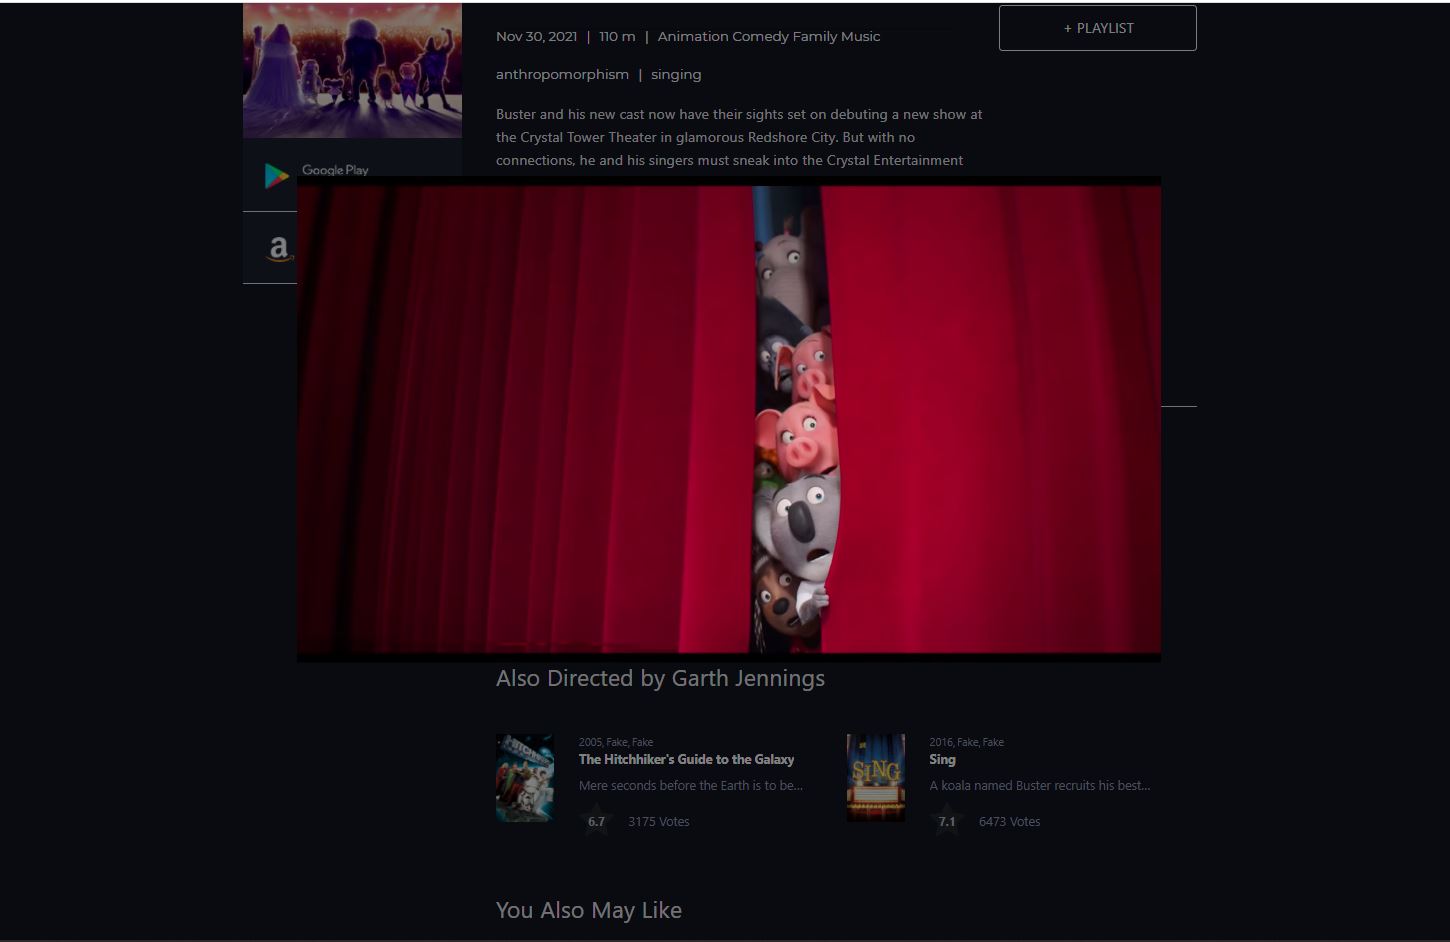 Nov 30, 2021 | 110 m | Animation Comedy Family Music
+ PLAYLIST
anthropomorphism | singing
Buster and his new cast now have their sights set on debuting a new show at
the Crystal Tower Theater in glamorous Redshore City. But with no
connections, he and his singers must sneak into the Crystal Entertainment
Google Play
a
Also Directed by Garth Jennings
2005, Fake, Fake
The Hitchhiker's Guide to the Galaxy
Mere seconds before the Earth is to be...
6.7 3175 Votes
SING
2016, Fake, Fake
Sing
A koala named Buster recruits his best...
7.1 6473 Votes
You Also May Like